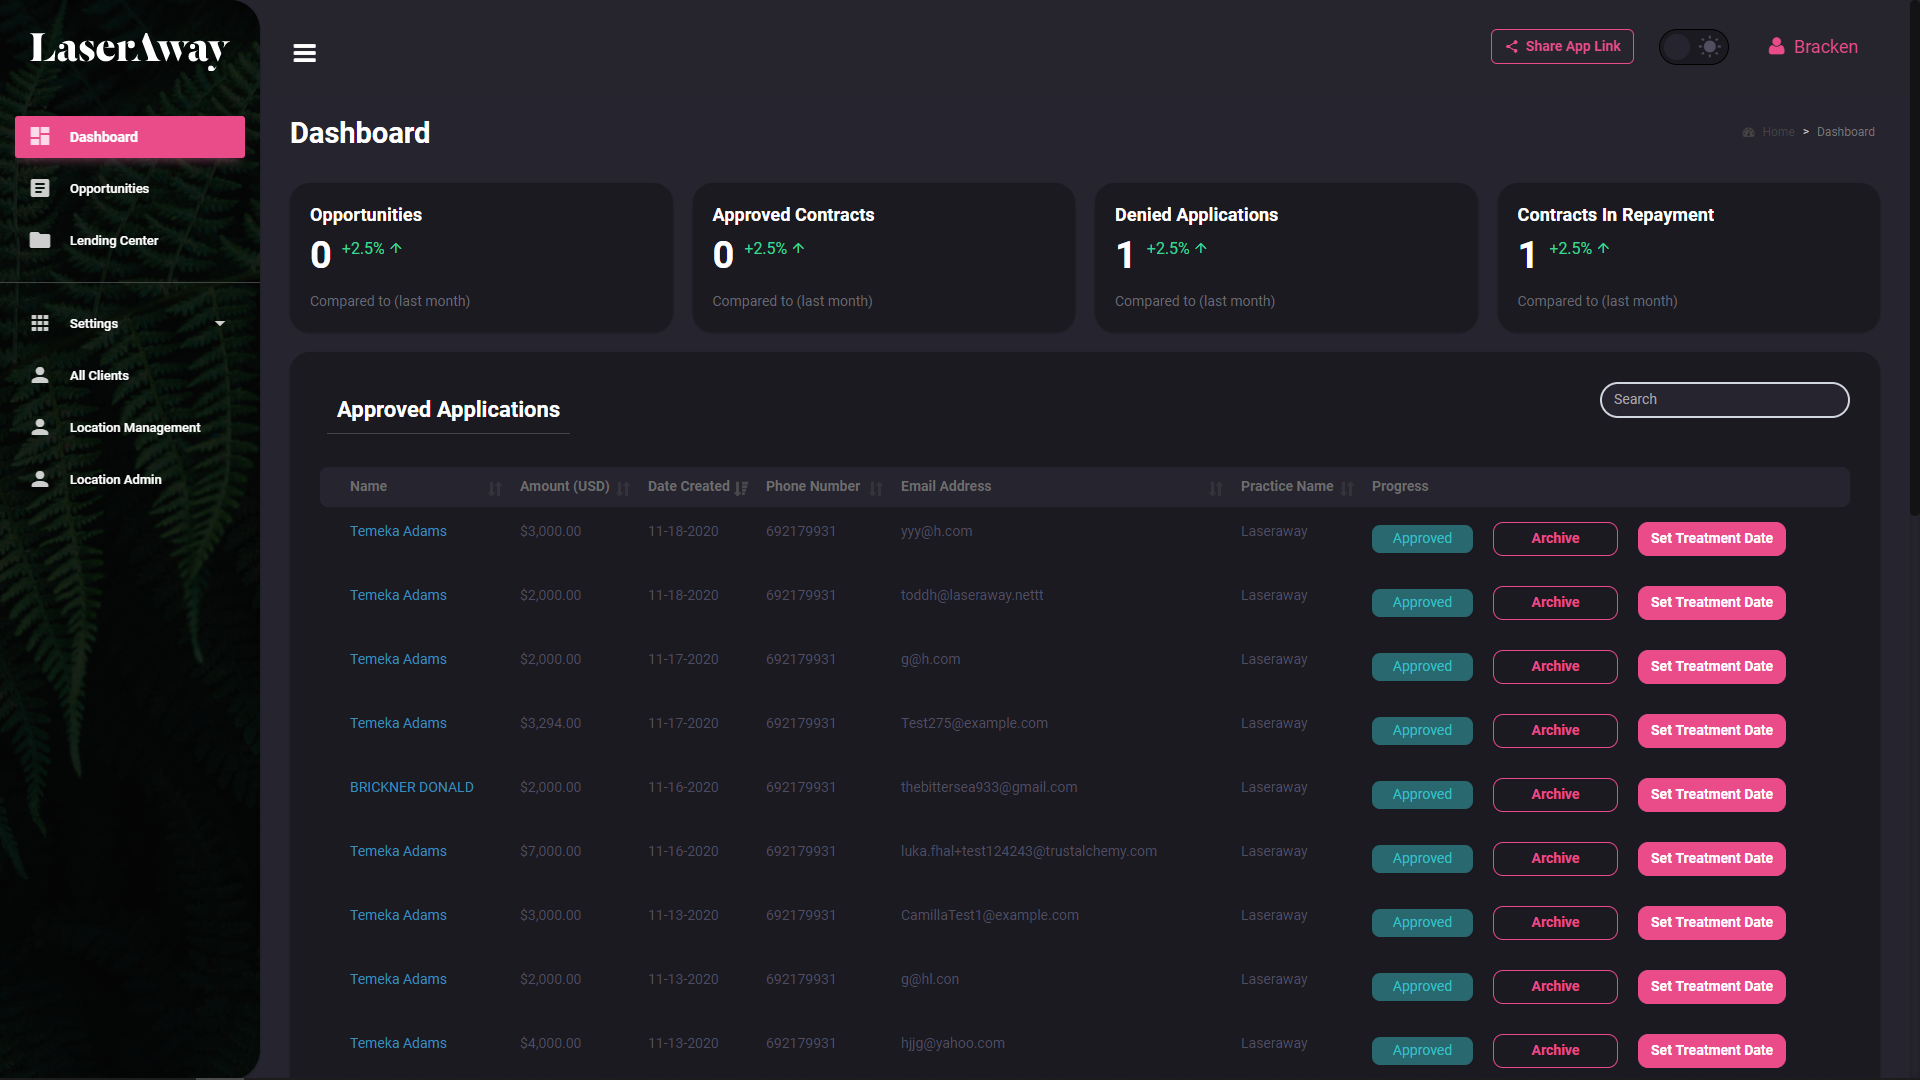 LaserAway
Share App Link
Bracken
Dashboard
Opportunities
Lending Center
Settings
All Clients
Location Management
Location Admin
Dashboard
Home > Dashboard
Opportunities
0 +2.5%
Compared to (last month)
Approved Contracts
0 +2.5%
Compared to (last month)
Denied Applications
1 +2.5%
Compared to (last month)
Contracts In Repayment
1 +2.5%
Compared to (last month)
Approved Applications
Search
Name Amount (USD) Date Created Phone Number Email Address Practice Name Progress
Temeka Adams $3,000.00 11-18-2020 692179931 yyy@h.com Laseraway Approved Archive Set Treatment Date
Temeka Adams $2,000.00 11-18-2020 692179931 toddh@laseraway.nettt Laseraway Approved Archive Set Treatment Date
Temeka Adams $2,000.00 11-17-2020 692179931 g@h.com Laseraway Approved Archive Set Treatment Date
Temeka Adams $3,294.00 11-17-2020 692179931 Test275@example.com Laseraway Approved Archive Set Treatment Date
BRICKNER DONALD $2,000.00 11-16-2020 692179931 thebittersea933@gmail.com Laseraway Approved Archive Set Treatment Date
Temeka Adams $7,000.00 11-16-2020 692179931 luka.fhal+test124243@trustalchemy.com Laseraway Approved Archive Set Treatment Date
Temeka Adams $3,000.00 11-13-2020 692179931 CamillaTest1@example.com Laseraway Approved Archive Set Treatment Date
Temeka Adams $2,000.00 11-13-2020 692179931 g@hl.con Laseraway Approved Archive Set Treatment Date
Temeka Adams $4,000.00 11-13-2020 692179931 hjjg@yahoo.com Laseraway Approved Archive Set Treatment Date